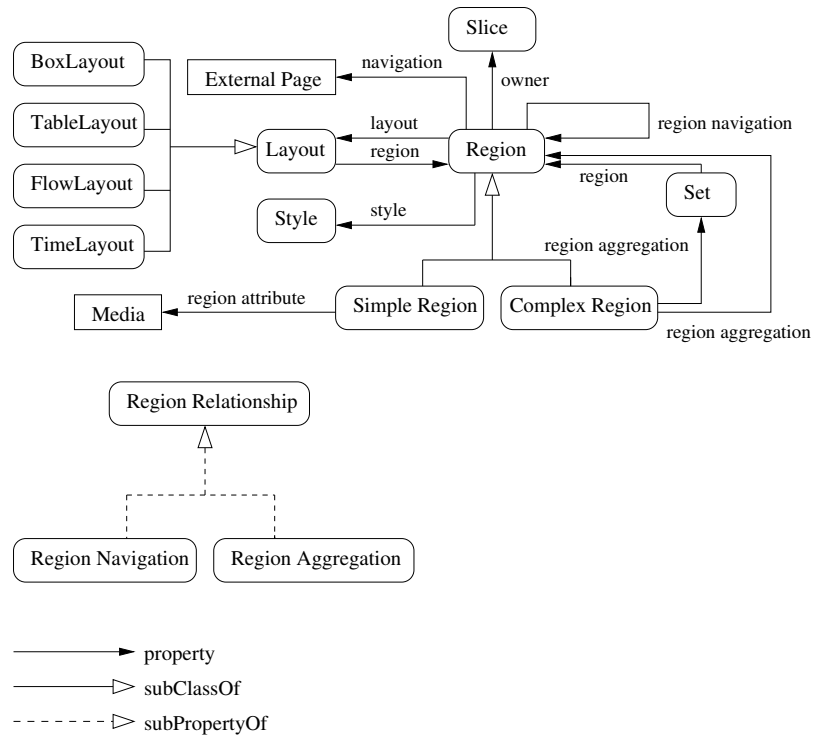 Slice
BoxLayout
navigation
External Page
owner
TableLayout
layout
region navigation
Layout
region
Region
region
FlowLayout
Set
Style
style
TimeLayout
region aggregation
region attribute
Simple Region
Complex Region
Media
region aggregation
Region Relationship
Region Navigation
Region Aggregation
property
subClassOf
subPropertyOf